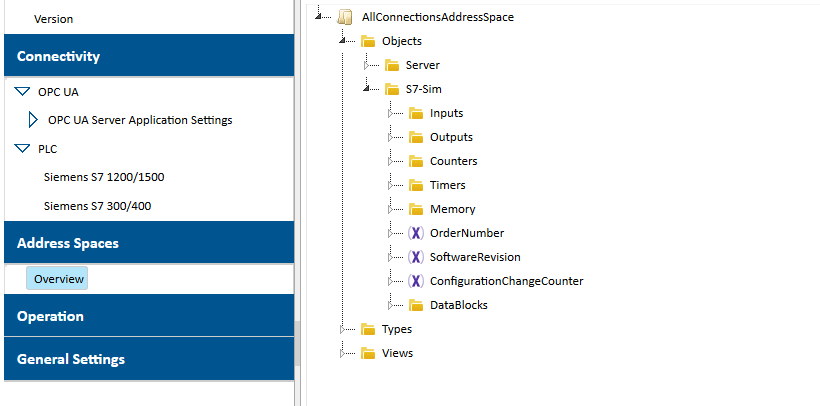 Version
Connectivity
OPC UA
OPC UA Server Application Settings
PLC
Siemens S7 1200/1500
Siemens S7 300/400
Address Spaces
Overview
Operation
General Settings
AllConnectionsAddressSpace
Objects
Server
S7-Sim
Inputs
Outputs
Counters
Timers
Memory
(X) OrderNumber
(X) SoftwareRevision
(X) ConfigurationChangeCounter
DataBlocks
Types
Views